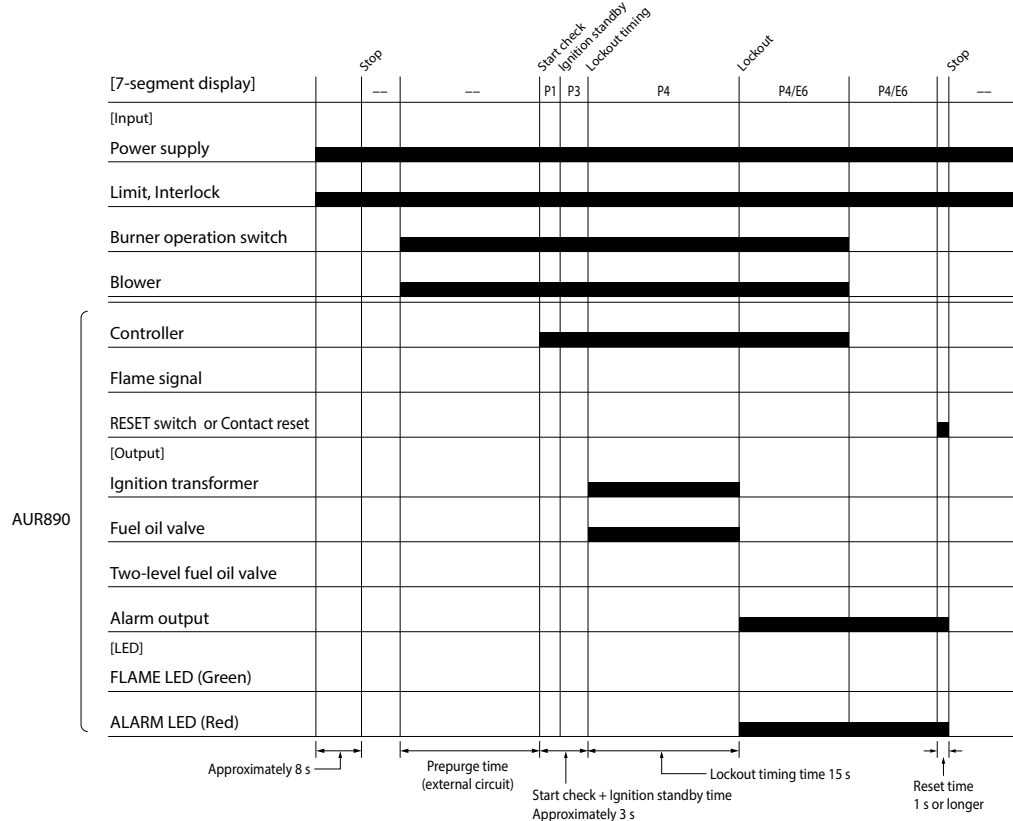 Stop
Start check
Ignition standby
Lockout timing
Lockout
Stop
[7-segment display]
––
––
P1
P3
P4
P4/E6
P4/E6
––
[Input]
Power supply
Limit, Interlock
Burner operation switch
Blower
Controller
Flame signal
RESET switch or Contact reset
[Output]
Ignition transformer
AUR890
Fuel oil valve
Two-level fuel oil valve
Alarm output
[LED]
FLAME LED (Green)
ALARM LED (Red)
Approximately 8 s
Prepurge time
(external circuit)
Start check + Ignition standby time
Approximately 3 s
Lockout timing time 15 s
Reset time
1 s or longer